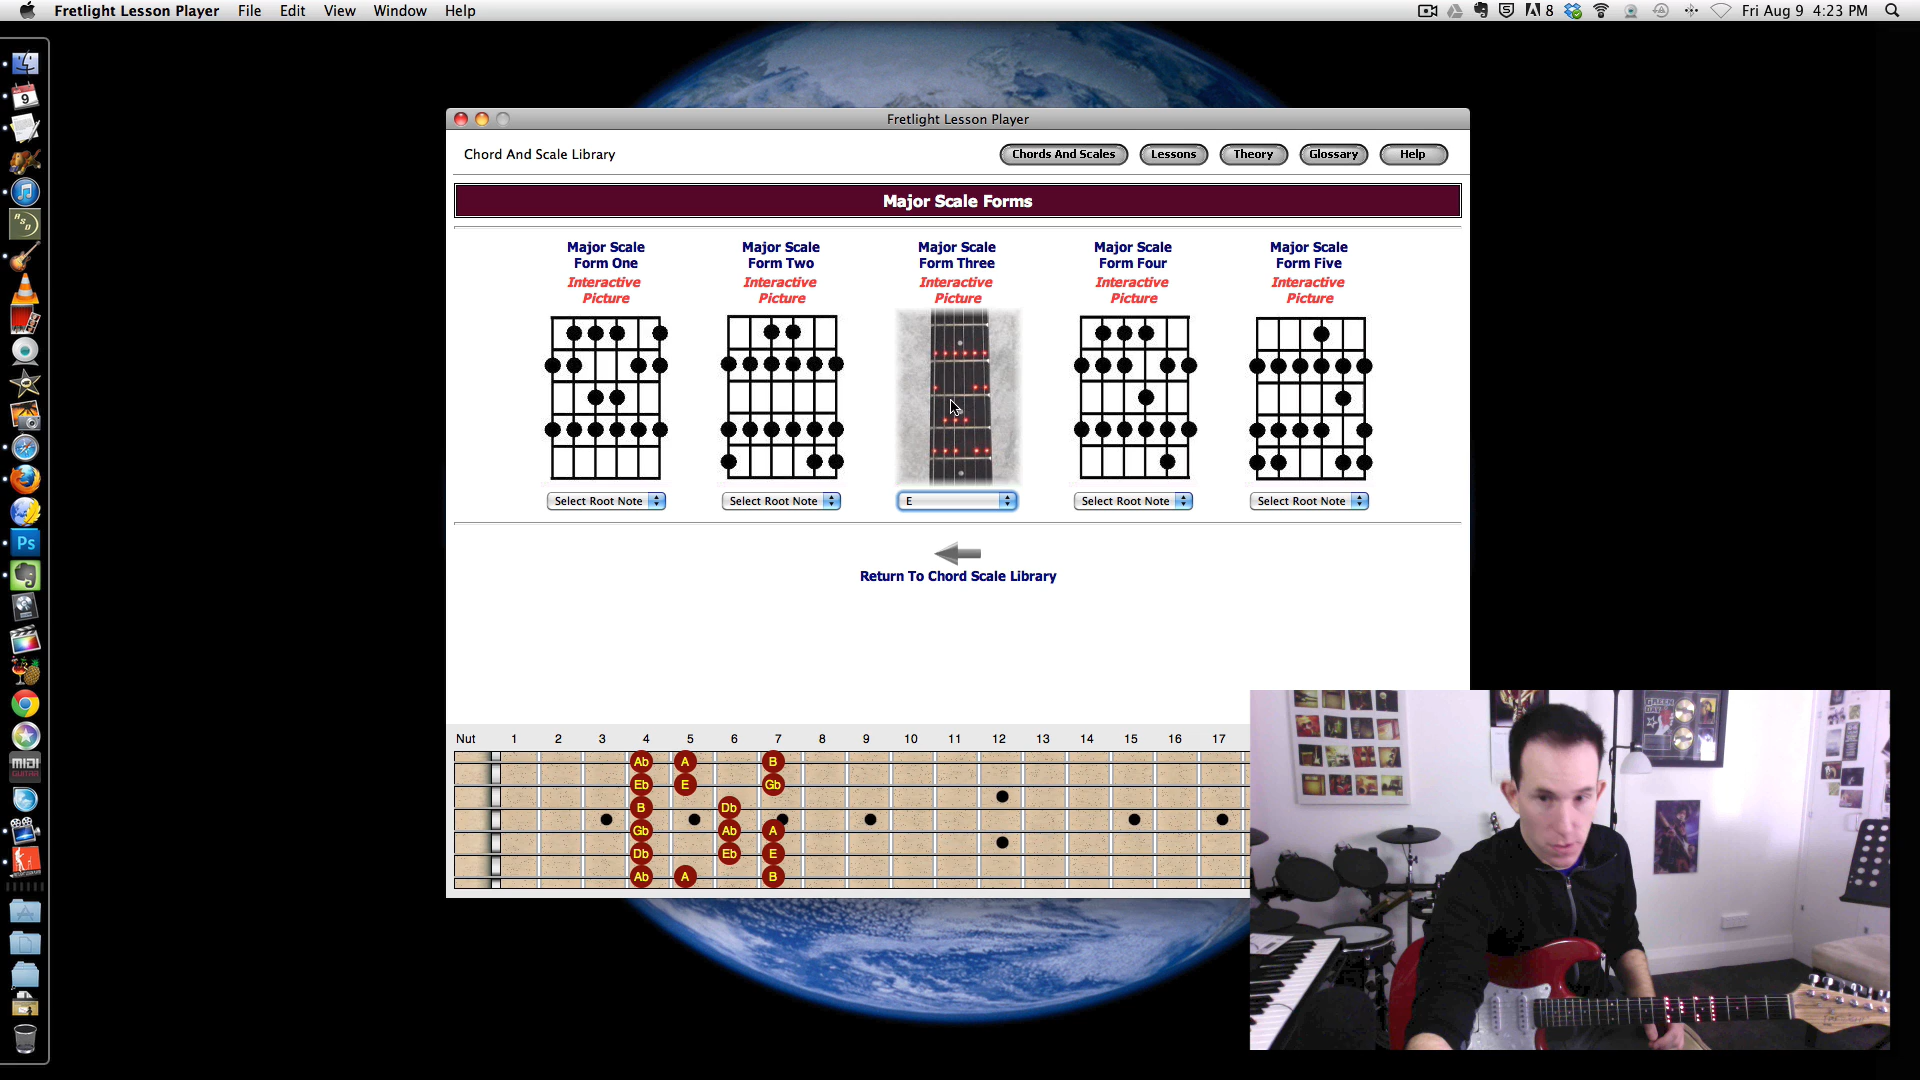 Fretlight Lesson Player File Edit View Window Help 8 Fri Aug 9 4:23 PM
Fretlight Lesson Player
Chord And Scale Library Chords And Scales Lessons Theory Glossary Help
Major Scale Forms
Major Scale Major Scale Major Scale Major Scale Major Scale
Form One Form Two Form Three Form Four Form Five
Interactive Interactive Interactive Interactive Interactive
Picture Picture Picture Picture Picture
Select Root Note Select Root Note E Select Root Note Select Root Note
Return To Chord Scale Library
Nut 1 2 3 4 5 6 7 8 9 10 11 12 13 14 15 16 17
Ab A B
Eb E Gb
B Db
Gb Ab A
Db Eb E
Ab A B
9
Ps
MIDI
GREEN DAY